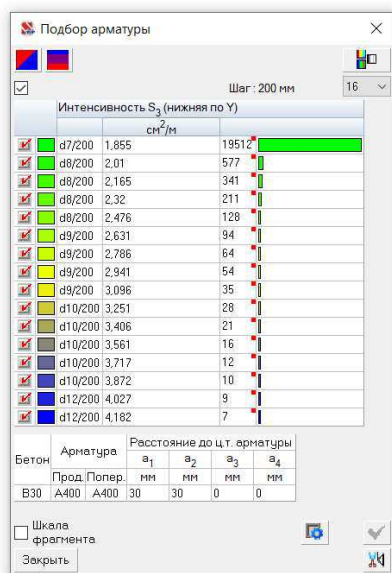 Подбор арматуры
Шаг : 200 мм 16
Интенсивность S3 (нижняя по Y)
см2/м
d7/200 1,855 19512
d8/200 2,01 577
d8/200 2,165 341
d8/200 2,32 211
d8/200 2,476 128
d9/200 2,631 94
d9/200 2,786 64
d9/200 2,941 54
d9/200 3,096 35
d10/200 3,251 28
d10/200 3,406 21
d10/200 3,561 16
d10/200 3,717 12
d10/200 3,872 10
d12/200 4,027 9
d12/200 4,182 7
Бетон Арматура Расстояние до ц.т. арматуры
a1 a2 a3 a4
Прод. Попер. мм мм мм мм
B30 A400 A400 30 30 0 0
Шкала
фрагмента
Закрыть